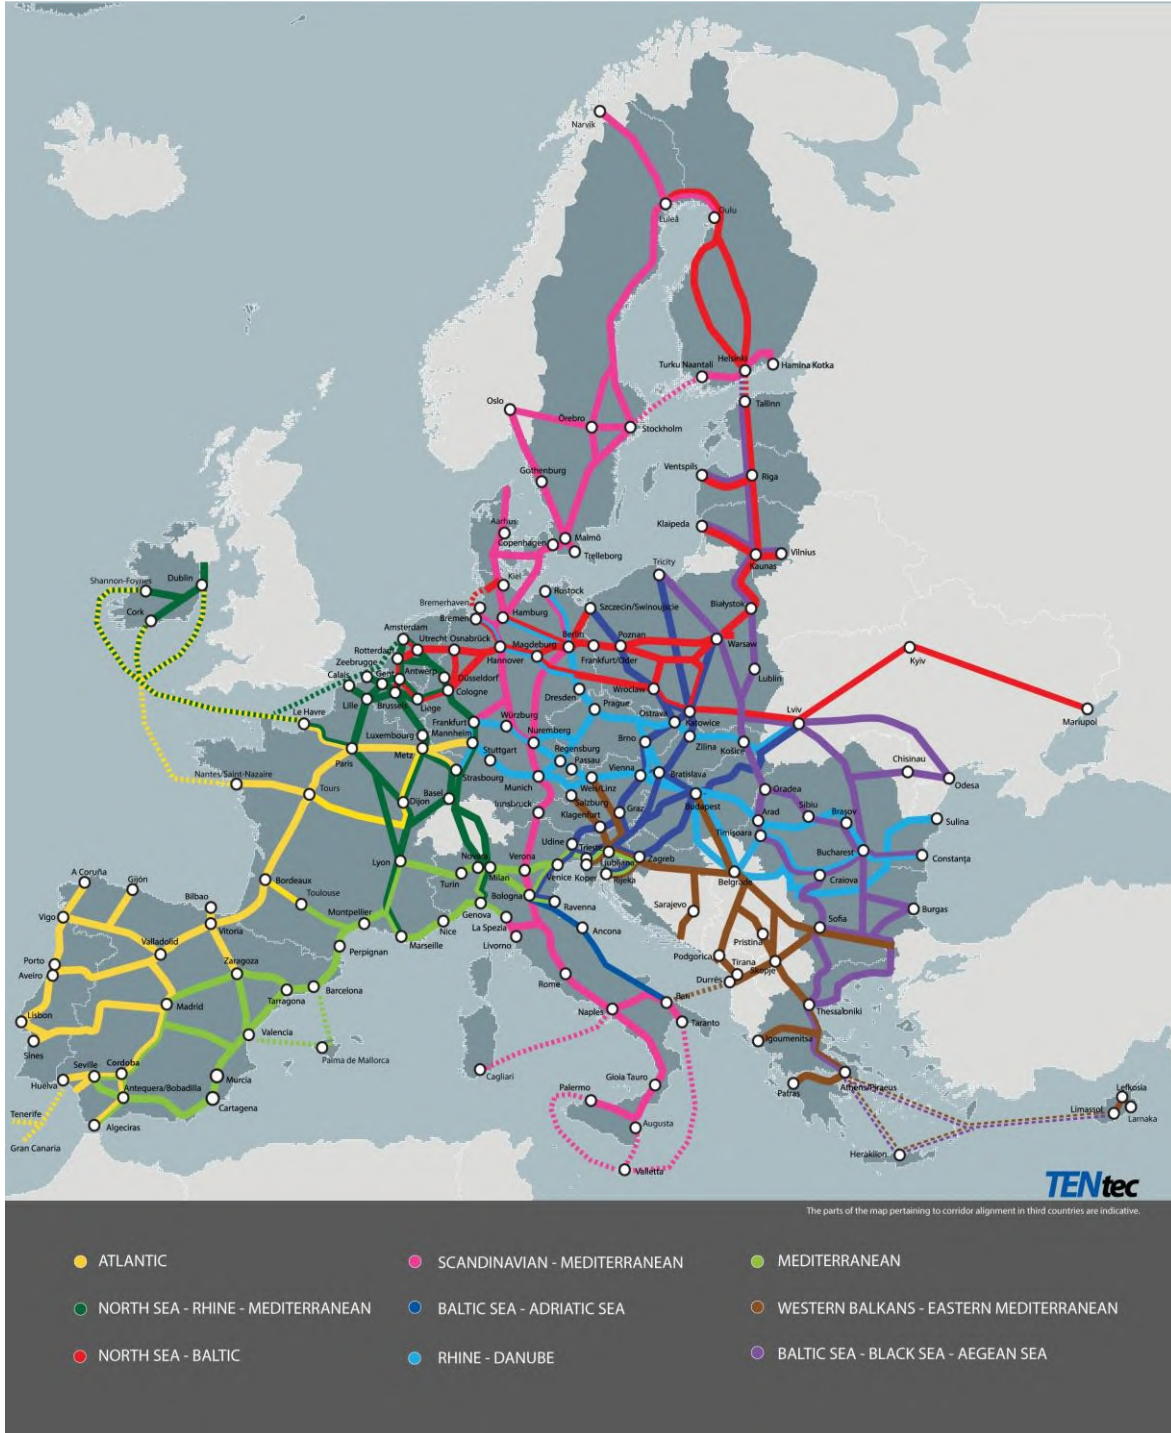 Narvik
Luleå
Oulu
Turku Naantali
Helsinki
Hamina Kotka
Tallinn
Oslo
Örebro
Stockholm
Gothenburg
Ventspils
Riga
Klaipeda
Aarhus
Copenhagen
Malmö
Trelleborg
Kaunas
Vilnius
Tricity
Shannon-Foynes
Dublin
Cork
Kiel
Rostock
Bremerhaven
Bremen
Hamburg
Szczecin/Swinoujscie
Białystok
Amsterdam
Utrecht
Osnabrück
Magdeburg
Berlin
Poznan
Warsaw
Rotterdam
Hannover
Frankfurt/Oder
Kyiv
Zeebrugge
Calais
Gent
Antwerp
Düsseldorf
Cologne
Lublin
Lille
Brussels
Liège
Dresden
Wroclaw
Prague
Le Havre
Frankfurt
Würzburg
Ostrava
Katowice
Lviv
Mariupol
Luxembourg
Mannheim
Nuremberg
Brno
Zilina
Košice
Paris
Metz
Stuttgart
Regensburg
Passau
Strasbourg
Vienna
Bratislava
Chisinau
Odesa
Nantes/Saint-Nazaire
Tours
Munich
Wels/Linz
Salzburg
Budapest
Oradea
Dijon
Basel
Innsbruck
Klagenfurt
Graz
Arad
Sibiu
Braşov
Sulina
Timişoara
Udine
Trieste
Lyon
Novara
Milan
Verona
Ljubljana
Zagreb
Bucharest
Constanţa
Turin
Venice
Koper
Rijeka
Belgrade
Craiova
A Coruña
Gijón
Bordeaux
Toulouse
Bologna
Ravenna
Bilbao
Genova
Sarajevo
Burgas
Vigo
Vitoria
Montpellier
Nice
La Spezia
Ancona
Sofia
Valladolid
Marseille
Livorno
Perpignan
Pristina
Porto
Zaragoza
Podgorica
Tirana
Skopje
Aveiro
Rome
Durrës
Madrid
Tarragona
Barcelona
Bari
Lisbon
Naples
Taranto
Thessaloniki
Valencia
Igoumenitsa
Sines
Palma de Mallorca
Cagliari
Seville
Cordoba
Murcia
Gioia Tauro
Athens/Piraeus
Huelva
Antequera/Bobadilla
Palermo
Patras
Lefkosia
Cartagena
Limassol
Larnaka
Tenerife
Algeciras
Augusta
Gran Canaria
Heraklion
Valletta
TENtec
The parts of the map pertaining to corridor alignment in third countries are indicative.
ATLANTIC
NORTH SEA - RHINE - MEDITERRANEAN
NORTH SEA - BALTIC
SCANDINAVIAN - MEDITERRANEAN
BALTIC SEA - ADRIATIC SEA
RHINE - DANUBE
MEDITERRANEAN
WESTERN BALKANS - EASTERN MEDITERRANEAN
BALTIC SEA - BLACK SEA - AEGEAN SEA